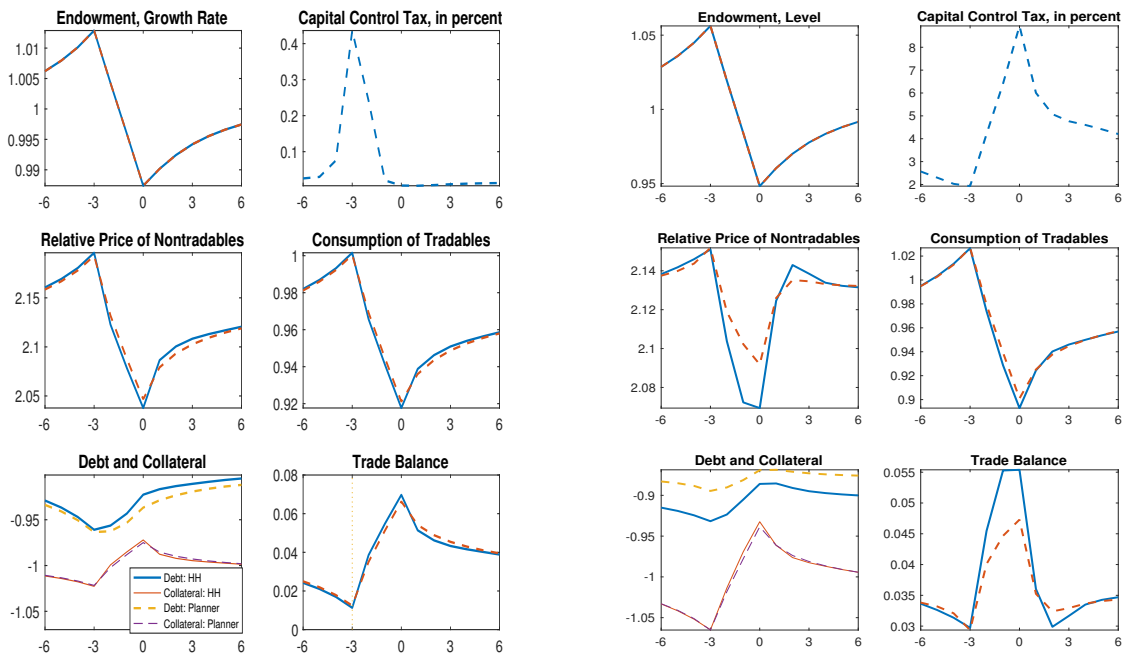 Endowment, Growth Rate
1.01
1.005
1
0.995
0.99
-6 -3 0 3 6
Capital Control Tax, in percent
0.4
0.3
0.2
0.1
-6 -3 0 3 6
Endowment, Level
1.05
1
0.95
-6 -3 0 3 6
Capital Control Tax, in percent
8
7
6
5
4
3
2
-6 -3 0 3 6
Relative Price of Nontradables
2.15
2.1
2.05
-6 -3 0 3 6
Consumption of Tradables
1
0.98
0.96
0.94
0.92
-6 -3 0 3 6
Relative Price of Nontradables
2.14
2.12
2.1
2.08
-6 -3 0 3 6
Consumption of Tradables
1.02
1
0.98
0.96
0.94
0.92
0.9
-6 -3 0 3 6
Debt and Collateral
-0.95
-1
-1.05
Debt: HH
Collateral: HH
Debt: Planner
Collateral: Planner
-6 -3 0 3 6
Trade Balance
0.08
0.06
0.04
0.02
0
-6 -3 0 3 6
Debt and Collateral
-0.9
-0.95
-1
-1.05
-6 -3 0 3 6
Trade Balance
0.055
0.05
0.045
0.04
0.035
0.03
-6 -3 0 3 6